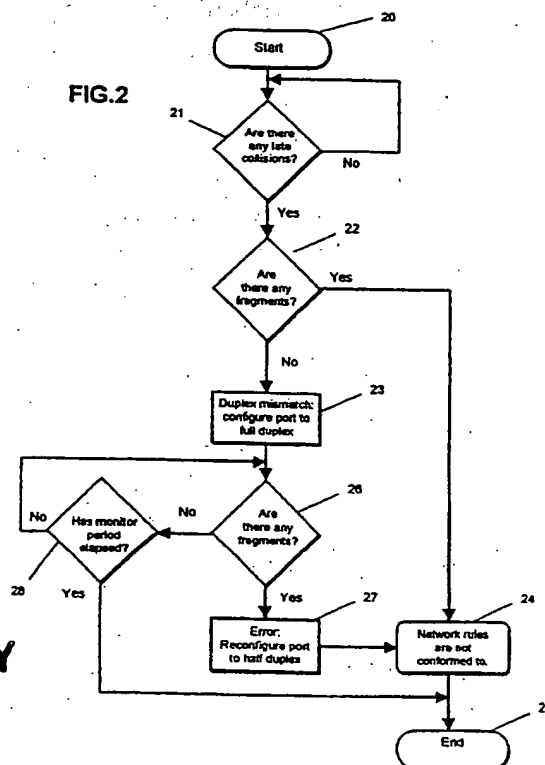 20
Start
FIG.2
21
Are there
any late
collisions?
No
Yes
22
Are
there any
fragments?
Yes
No
23
Duplex mismatch:
configure port to
full duplex
26
No
Has monitor
period
elapsed?
No
Are
there any
fragments?
28
Yes
Yes
27
24
Error:
Reconfigure port
to half duplex
Network rules
are not
conformed to.
Y
2
End